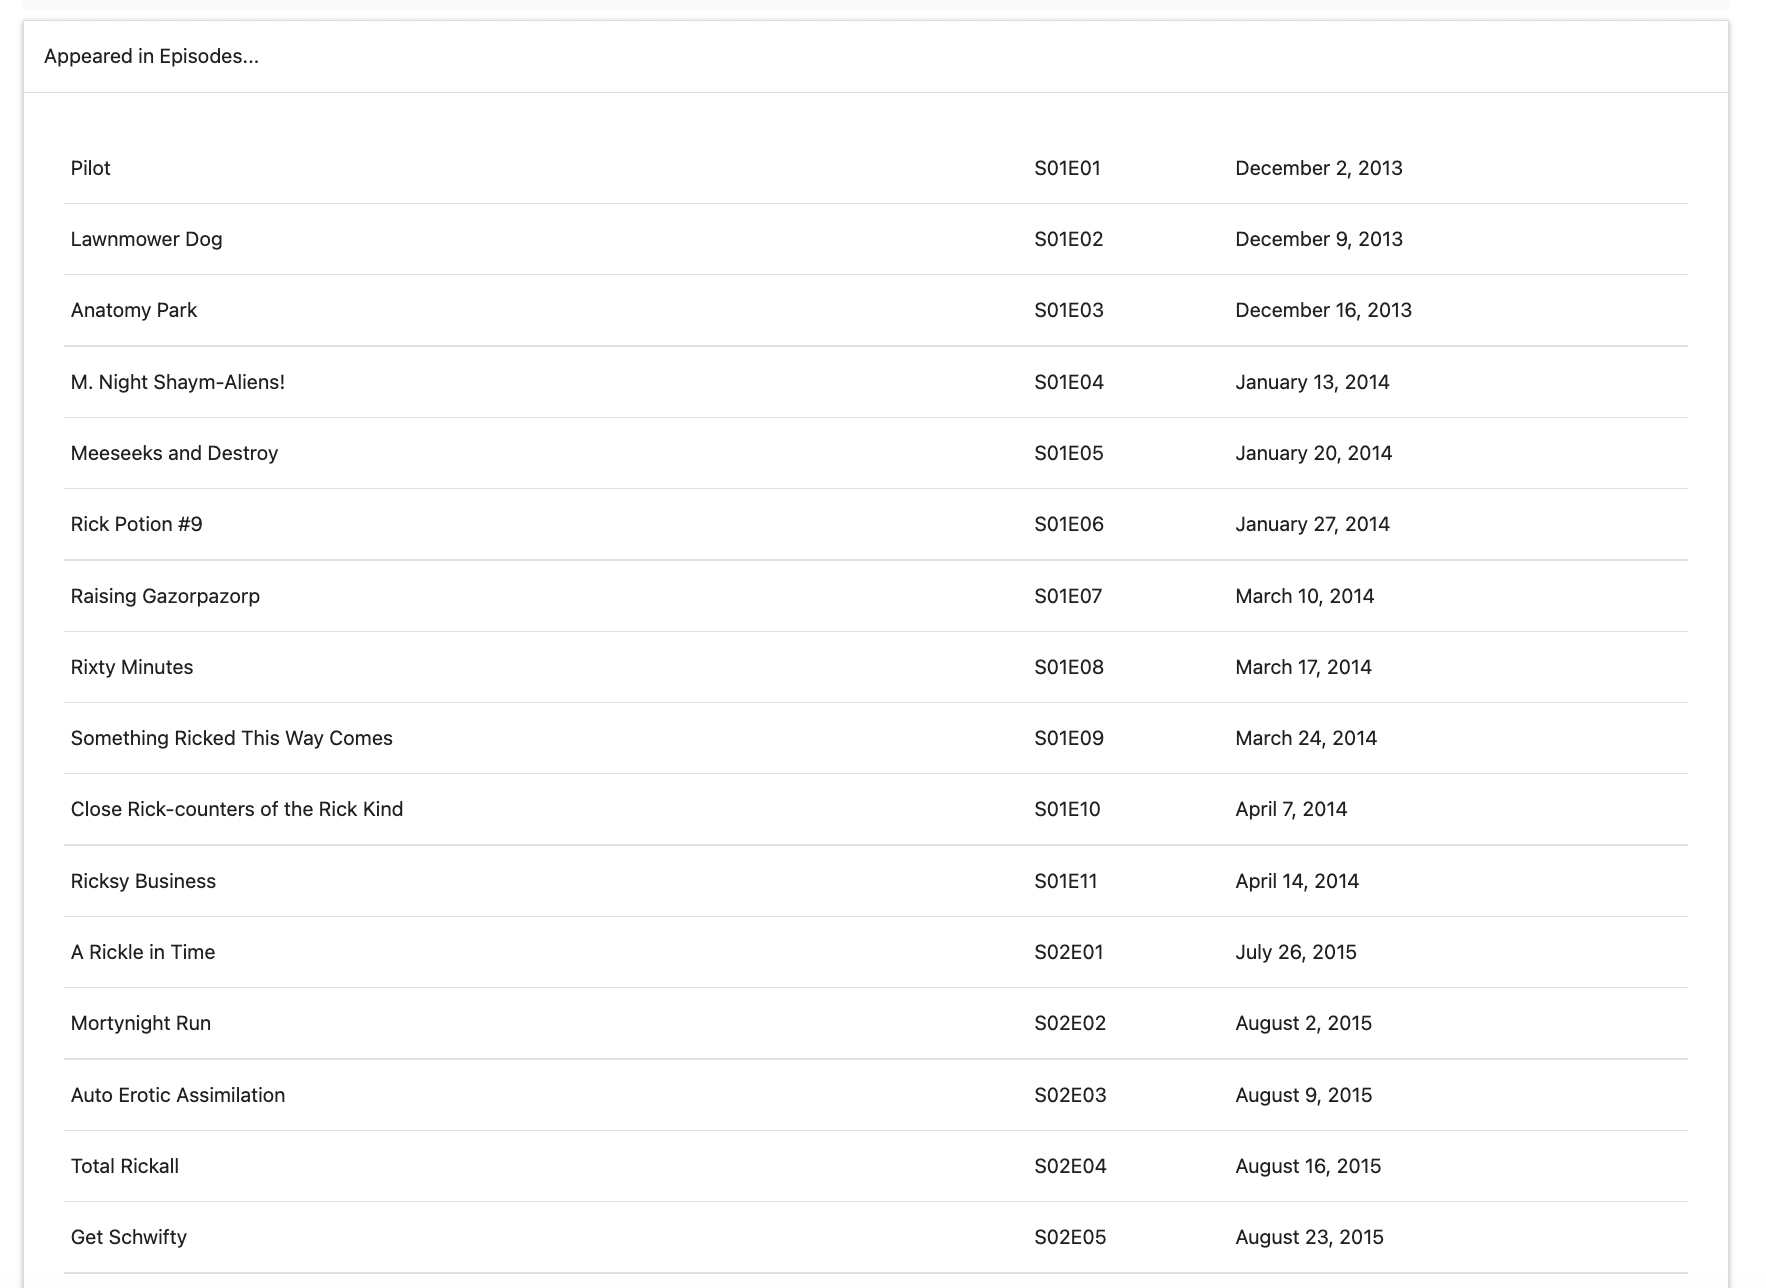 Appeared in Episodes...
Pilot S01E01 December 2, 2013
Lawnmower Dog S01E02 December 9, 2013
Anatomy Park S01E03 December 16, 2013
M. Night Shaym-Aliens! S01E04 January 13, 2014
Meeseeks and Destroy S01E05 January 20, 2014
Rick Potion #9 S01E06 January 27, 2014
Raising Gazorpazorp S01E07 March 10, 2014
Rixty Minutes S01E08 March 17, 2014
Something Ricked This Way Comes S01E09 March 24, 2014
Close Rick-counters of the Rick Kind S01E10 April 7, 2014
Ricksy Business S01E11 April 14, 2014
A Rickle in Time S02E01 July 26, 2015
Mortynight Run S02E02 August 2, 2015
Auto Erotic Assimilation S02E03 August 9, 2015
Total Rickall S02E04 August 16, 2015
Get Schwifty S02E05 August 23, 2015